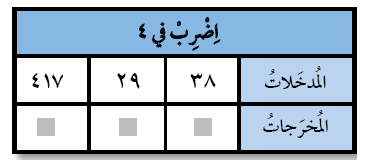 اِضْرِبْ في ٤
المُدخَلاتُ ٣٨ ٢٩ ٤١٧
المُخرَجاتُ